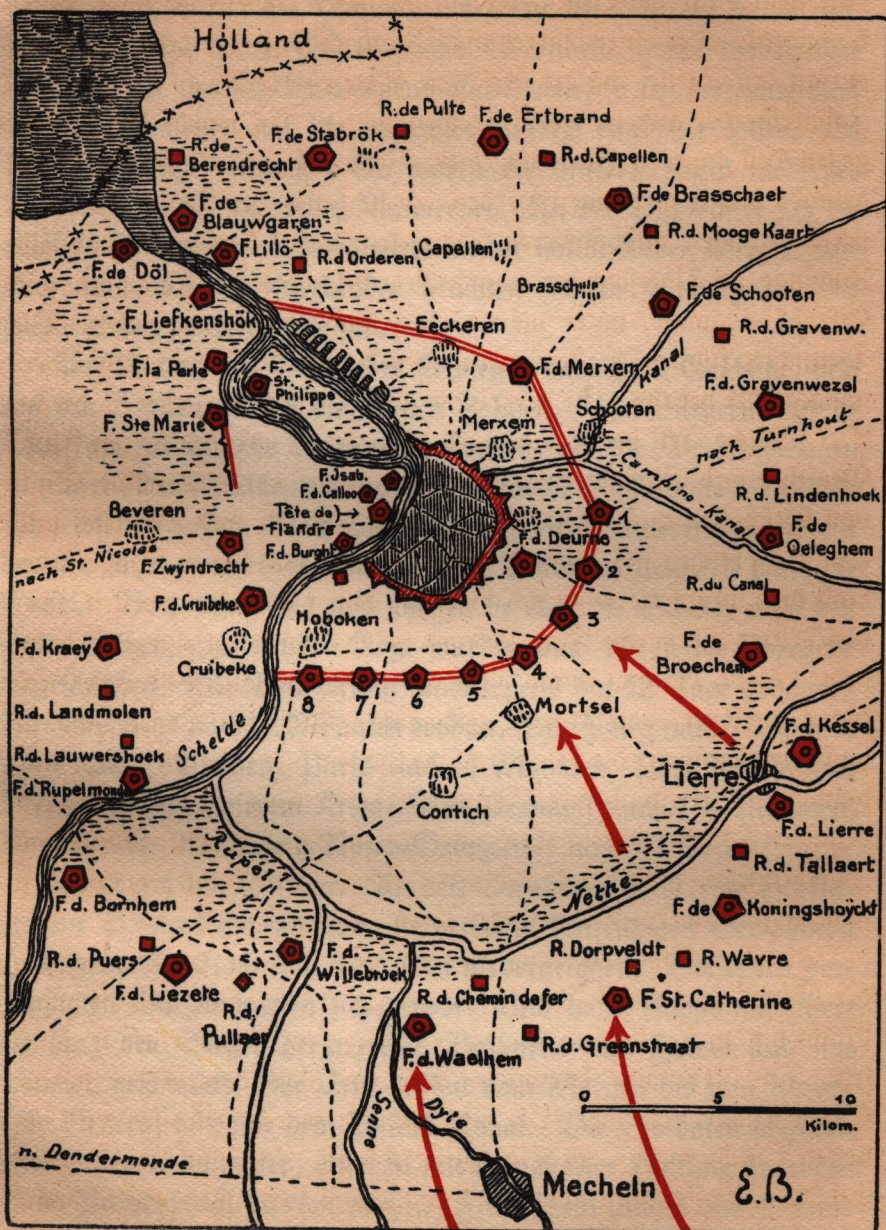 Holland
R. de Pulte
F. de Ertbrand
R. de
Berendrecht
F. de Stabrök
R. d. Capellen
F. de
Blauwgaren
F. de Brasschaet
R. d. Mooge Kaart
F. de Döl
F. Lillö
R. d'Orderen
Capellen
Brassch
F. Liefkenshök
F. de Schooten
Eeckeren
R. d. Gravenw.
Kanal
F. la Perle
F.
St.
Philippe
F. d. Merxem
F. d. Gravenwezel
F. Ste Marie
Merxem
Schooten
nach Turnhout
Campine-Kanal
F. Isab.
F. d. Calloo
R. d. Lindenhoek
Beveren
Tête de
Flandre
1
F. de
Oeleghem
nach St. Nicolas
F. Zwÿndrecht
F. d. Burght
F. d. Deurne
2
R. du Canal
F. d. Cruibeke
Hoboken
3
F. d. Kraeÿ
Cruibeke
4
F. de
Broechem
8
7
6
5
R. d. Landmolen
Mortsel
Schelde
F. d. Kessel
R. d. Lauwershoek
F. d. Rupelmonde
Lierre
Contich
F. d. Lierre
Rupel
R. d. Tallaert
Nethe
F. d. Bornhem
F. de Koningshoÿckt
R. d. Puers
F. d.
Willebroek
R. Dorpveldt
R. Wavre
F. d. Liezele
R. d.
Pullaer
R. d. Chemin de fer
F. St. Catherine
F. d. Waelhem
R. d. Greenstraat
0 5 10
Kilom.
Senne
Dyle
n. Dendermonde
Mecheln
E.B.